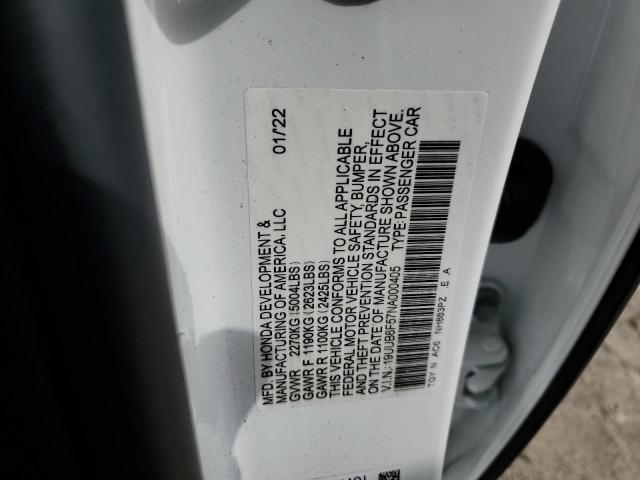 MFD. BY HONDA DEVELOPMENT & 01/22
MANUFACTURING OF AMERICA, LLC
GVWR 2270KG (5004LBS)
GAWR F 1190KG (2623LBS)
GAWR R 1100KG (2425LBS)
THIS VEHICLE CONFORMS TO ALL APPLICABLE
FEDERAL MOTOR VEHICLE SAFETY, BUMPER,
AND THEFT PREVENTION STANDARDS IN EFFECT
ON THE DATE OF MANUFACTURE SHOWN ABOVE.
V.I.N.: 19UUB6F57NA000405 TYPE:PASSENGER CAR
TGY N AC6 NH883PZ E A